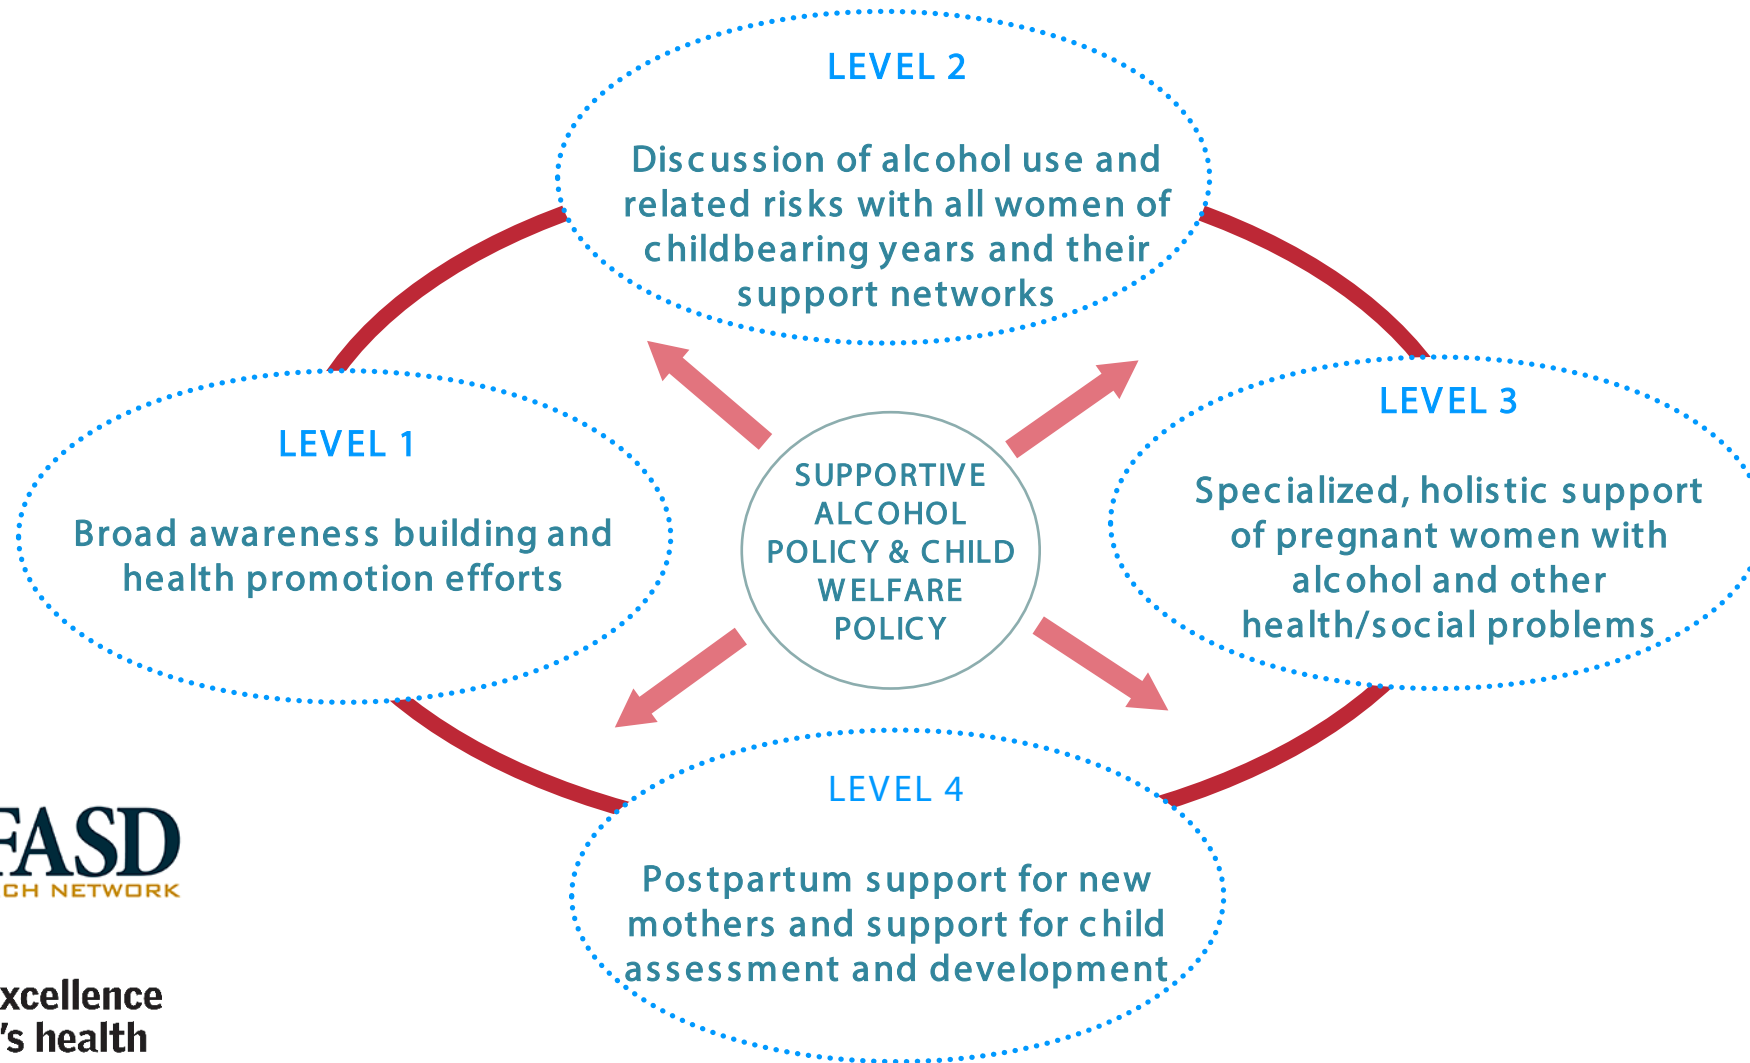 LEVEL 2
Discussion of alcohol use and
related risks with all women of
childbearing years and their
support networks
LEVEL 1
Broad awareness building and
health promotion efforts
SUPPORTIVE
ALCOHOL
POLICY & CHILD
WELFARE
POLICY
LEVEL 3
Specialized, holistic support
of pregnant women with
alcohol and other
health/social problems
LEVEL 4
Postpartum support for new
mothers and support for child
assessment and development
FASD
CH NETWORK
xcellence
's health